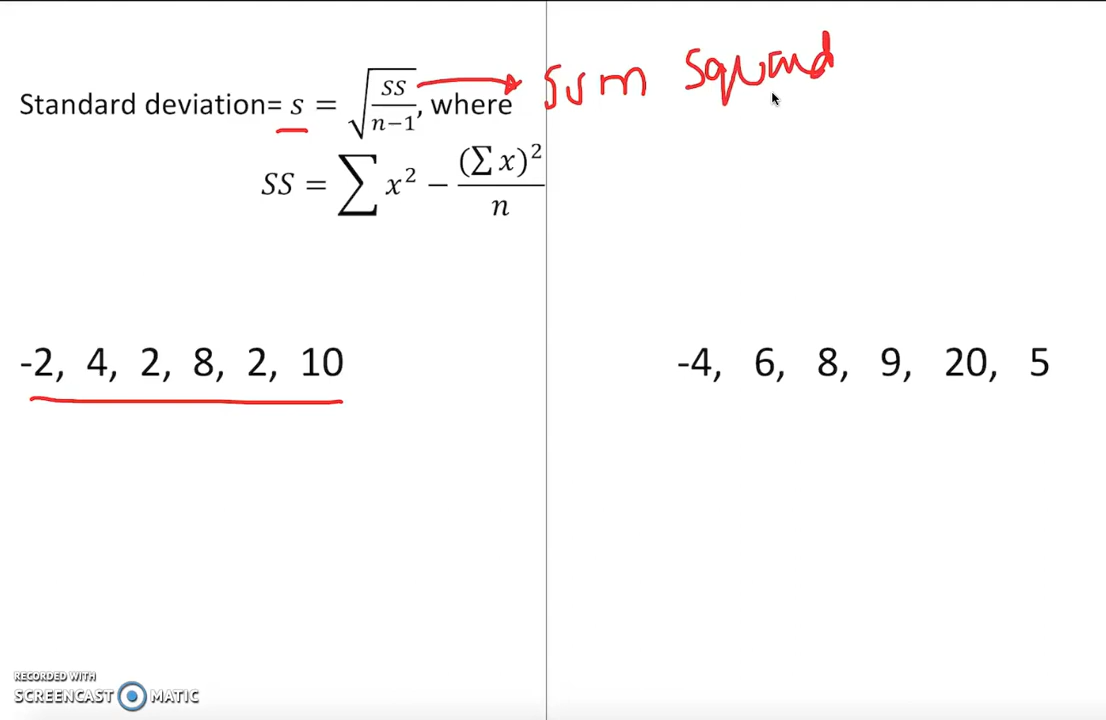 Standard deviation= s = √SS/n−1, where sum squared
SS = ∑ x² − (∑ x)²/n
-2, 4, 2, 8, 2, 10
-4, 6, 8, 9, 20, 5
RECORDED WITH
SCREENCAST MATIC